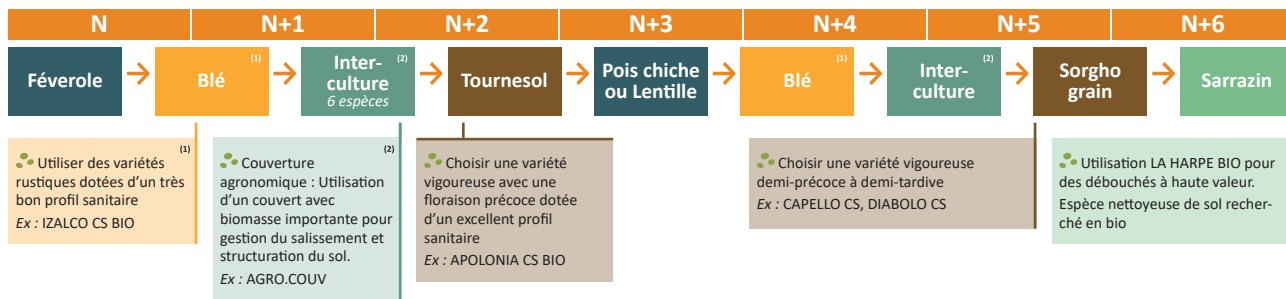 N
N+1
N+2
N+3
N+4
N+5
N+6
Féverole
Blé (1)
Inter-
culture (2)
6 espèces
Tournesol
Pois chiche
ou Lentille
Blé (1)
Inter-
culture (2)
Sorgho
grain
Sarrazin
(1)
Utiliser des variétés
rustiques dotées d’un très
bon profil sanitaire
Ex : IZALCO CS BIO
(2)
Couverture
agronomique : Utilisation
d’un couvert avec
biomasse importante pour
gestion du salissement et
structuration du sol.
Ex : AGRO.COUV
Choisir une variété
vigoureuse avec une
floraison précoce dotée
d’un excellent profil
sanitaire
Ex : APOLONIA CS BIO
Choisir une variété vigoureuse
demi-précoce à demi-tardive
Ex : CAPELLO CS, DIABOLO CS
Utilisation LA HARPE BIO pour
des débouchés à haute valeur.
Espèce nettoyeuse de sol recher-
ché en bio